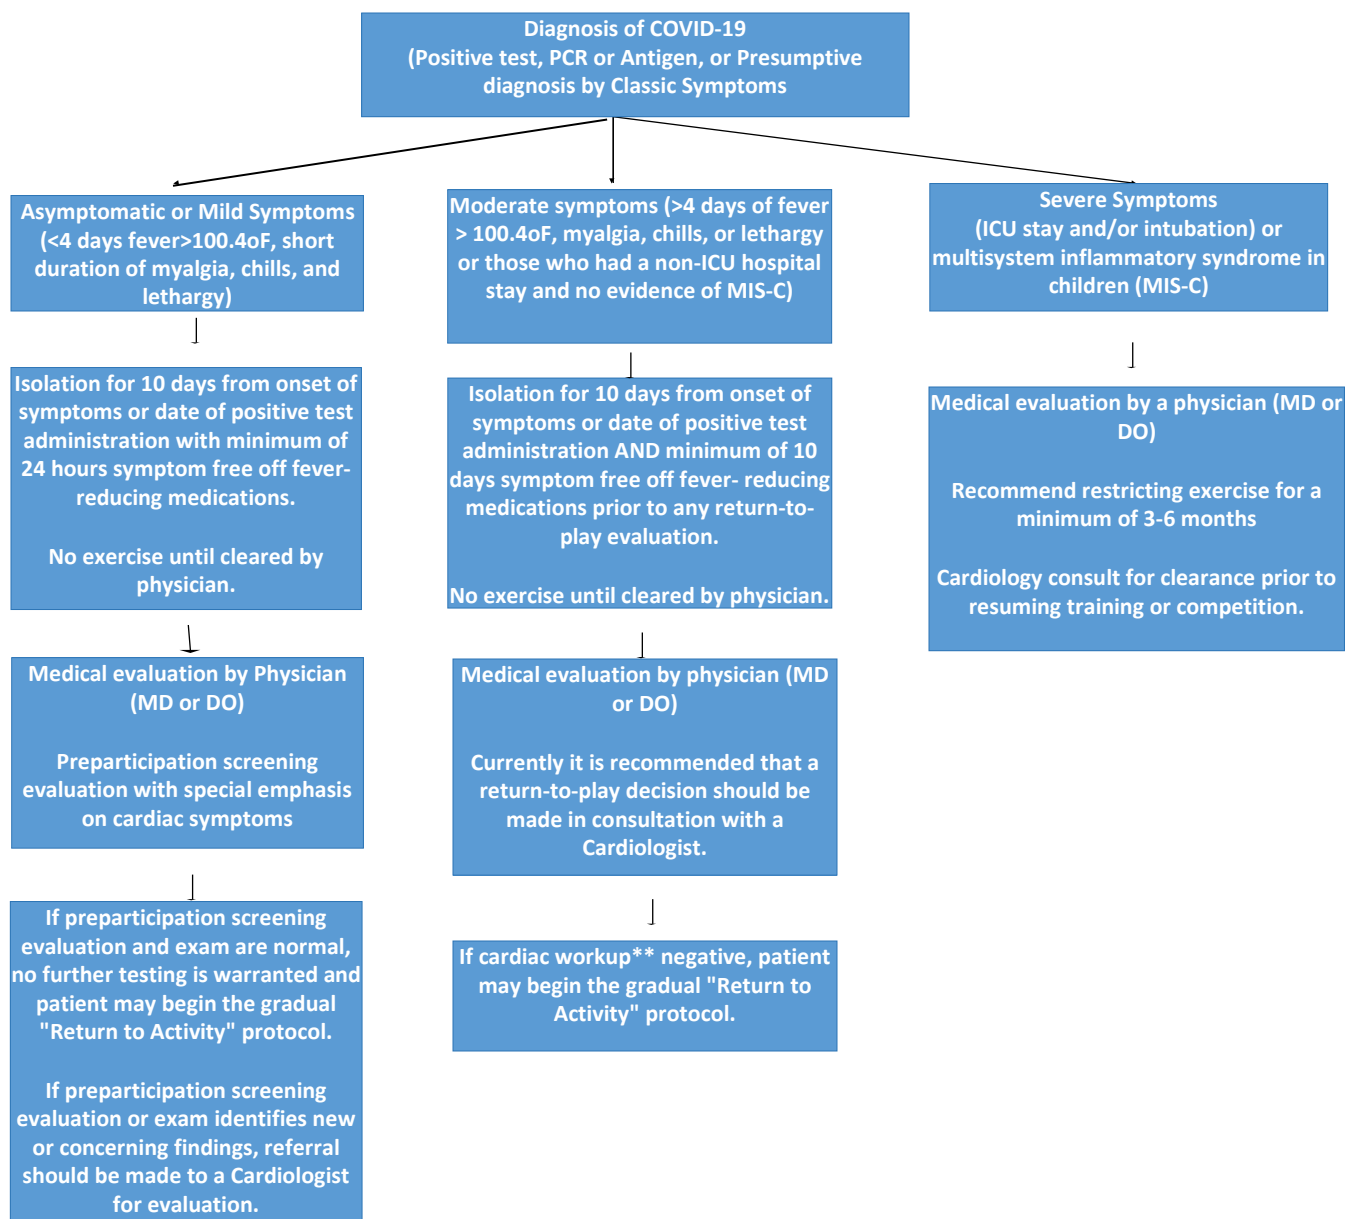 Diagnosis of COVID-19
(Positive test, PCR or Antigen, or Presumptive
diagnosis by Classic Symptoms
Asymptomatic or Mild Symptoms
(<4 days fever>100.4oF, short
duration of myalgia, chills, and
lethargy)
Isolation for 10 days from onset of
symptoms or date of positive test
administration with minimum of
24 hours symptom free off fever-
reducing medications.
No exercise until cleared by
physician.
Medical evaluation by Physician
(MD or DO)
Preparticipation screening
evaluation with special emphasis
on cardiac symptoms
If preparticipation screening
evaluation and exam are normal,
no further testing is warranted and
patient may begin the gradual
"Return to Activity" protocol.
If preparticipation screening
evaluation or exam identifies new
or concerning findings, referral
should be made to a Cardiologist
for evaluation.
Moderate symptoms (>4 days of fever
> 100.4oF, myalgia, chills, or lethargy
or those who had a non-ICU hospital
stay and no evidence of MIS-C)
Isolation for 10 days from onset of
symptoms or date of positive test
administration AND minimum of 10
days symptom free off fever- reducing
medications prior to any return-to-
play evaluation.
No exercise until cleared by physician.
Medical evaluation by physician (MD
or DO)
Currently it is recommended that a
return-to-play decision should be
made in consultation with a
Cardiologist.
If cardiac workup** negative, patient
may begin the gradual "Return to
Activity" protocol.
Severe Symptoms
(ICU stay and/or intubation) or
multisystem inflammatory syndrome in
children (MIS-C)
Medical evaluation by a physician (MD or
DO)
Recommend restricting exercise for a
minimum of 3-6 months
Cardiology consult for clearance prior to
resuming training or competition.